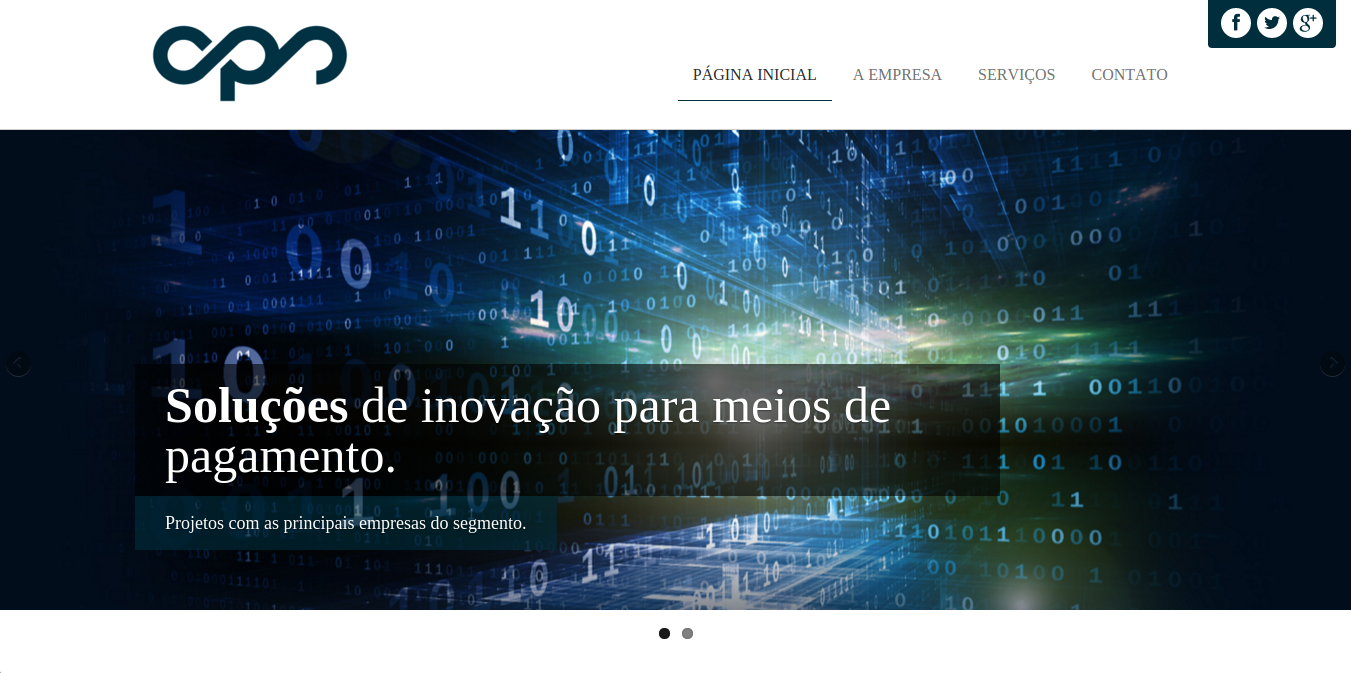 cpn
PÁGINA INICIAL A EMPRESA SERVIÇOS CONTATO
Soluções de inovação para meios de
pagamento.
Projetos com as principais empresas do segmento.